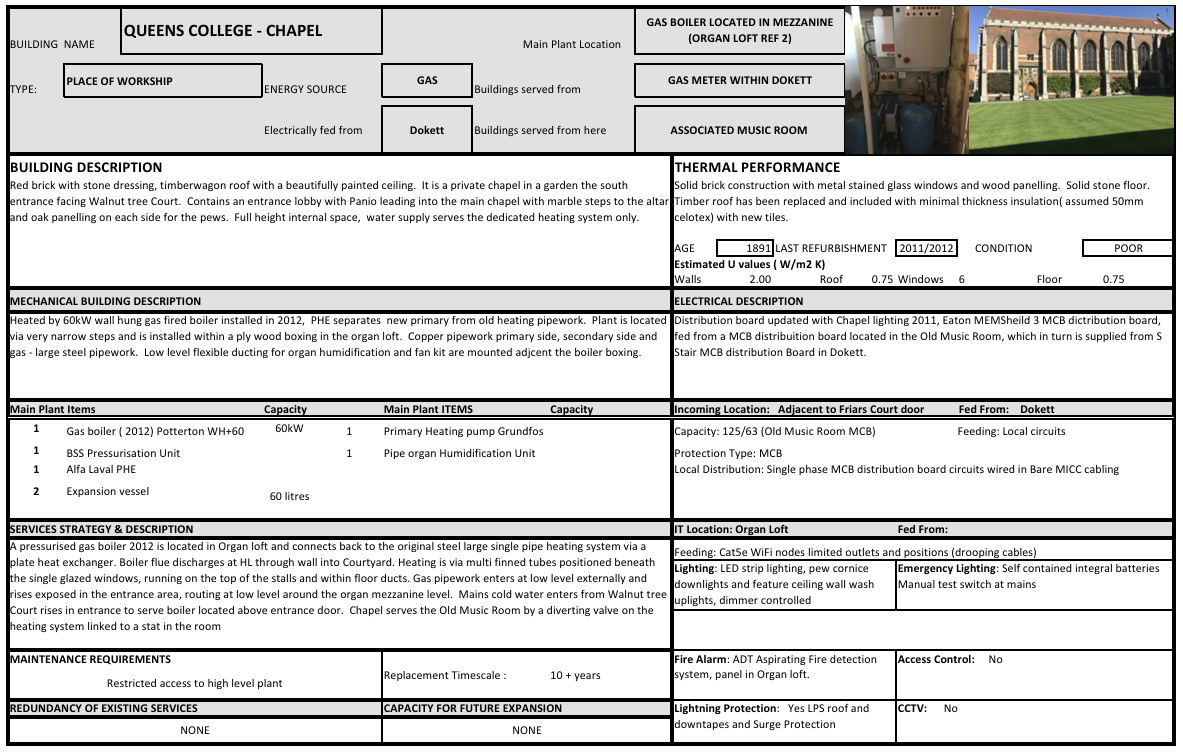 BUILDING NAME
QUEENS COLLEGE - CHAPEL
Main Plant Location
GAS BOILER LOCATED IN MEZZANINE
(ORGAN LOFT REF 2)
TYPE:
PLACE OF WORKSHIP
ENERGY SOURCE
GAS
Buildings served from
GAS METER WITHIN DOKETT
Electrically fed from
Dokett
Buildings served from here
ASSOCIATED MUSIC ROOM
BUILDING DESCRIPTION
Red brick with stone dressing, timberwagon roof with a beautifully painted ceiling. It is a private chapel in a garden the south
entrance facing Walnut tree Court. Contains an entrance lobby with Panio leading into the main chapel with marble steps to the altar
and oak panelling on each side for the pews. Full height internal space, water supply serves the dedicated heating system only.
THERMAL PERFORMANCE
Solid brick construction with metal stained glass windows and wood panelling. Solid stone floor.
Timber roof has been replaced and included with minimal thickness insulation( assumed 50mm
celotex) with new tiles.
AGE 1891 LAST REFURBISHMENT 2011/2012 CONDITION POOR
Estimated U values ( W/m2 K)
Walls 2.00 Roof 0.75 Windows 6 Floor 0.75
MECHANICAL BUILDING DESCRIPTION
Heated by 60kW wall hung gas fired boiler installed in 2012, PHE separates new primary from old heating pipework. Plant is located
via very narrow steps and is installed within a ply wood boxing in the organ loft. Copper pipework primary side, secondary side and
gas - large steel pipework. Low level flexible ducting for organ humidification and fan kit are mounted adjcent the boiler boxing.
ELECTRICAL DESCRIPTION
Distribution board updated with Chapel lighting 2011, Eaton MEMSheild 3 MCB dictribution board,
fed from a MCB distribuition board located in the Old Music Room, which in turn is supplied from S
Stair MCB distribution Board in Dokett.
Main Plant Items Capacity Main Plant ITEMS Capacity
1 Gas boiler ( 2012) Potterton WH+60 60kW 1 Primary Heating pump Grundfos
1 BSS Pressurisation Unit 1 Pipe organ Humidification Unit
1 Alfa Laval PHE
2 Expansion vessel 60 litres
Incoming Location: Adjacent to Friars Court door Fed From: Dokett
Capacity: 125/63 (Old Music Room MCB) Feeding: Local circuits
Protection Type: MCB
Local Distribution: Single phase MCB distribution board circuits wired in Bare MICC cabling
SERVICES STRATEGY & DESCRIPTION
A pressurised gas boiler 2012 is located in Organ loft and connects back to the original steel large single pipe heating system via a
plate heat exchanger. Boiler flue discharges at HL through wall into Courtyard. Heating is via multi finned tubes positioned beneath
the single glazed windows, running on the top of the stalls and within floor ducts. Gas pipework enters at low level externally and
rises exposed in the entrance area, routing at low level around the organ mezzanine level. Mains cold water enters from Walnut tree
Court rises in entrance to serve boiler located above entrance door. Chapel serves the Old Music Room by a diverting valve on the
heating system linked to a stat in the room
IT Location: Organ Loft Fed From:
Feeding: Cat5e WiFi nodes limited outlets and positions (drooping cables)
Lighting: LED strip lighting, pew cornice
downlights and feature ceiling wall wash
uplights, dimmer controlled
Emergency Lighting: Self contained integral batteries
Manual test switch at mains
MAINTENANCE REQUIREMENTS
Restricted access to high level plant
Replacement Timescale : 10 + years
Fire Alarm: ADT Aspirating Fire detection
system, panel in Organ loft.
Access Control: No
REDUNDANCY OF EXISTING SERVICES
NONE
CAPACITY FOR FUTURE EXPANSION
NONE
Lightning Protection: Yes LPS roof and
downtapes and Surge Protection
CCTV: No